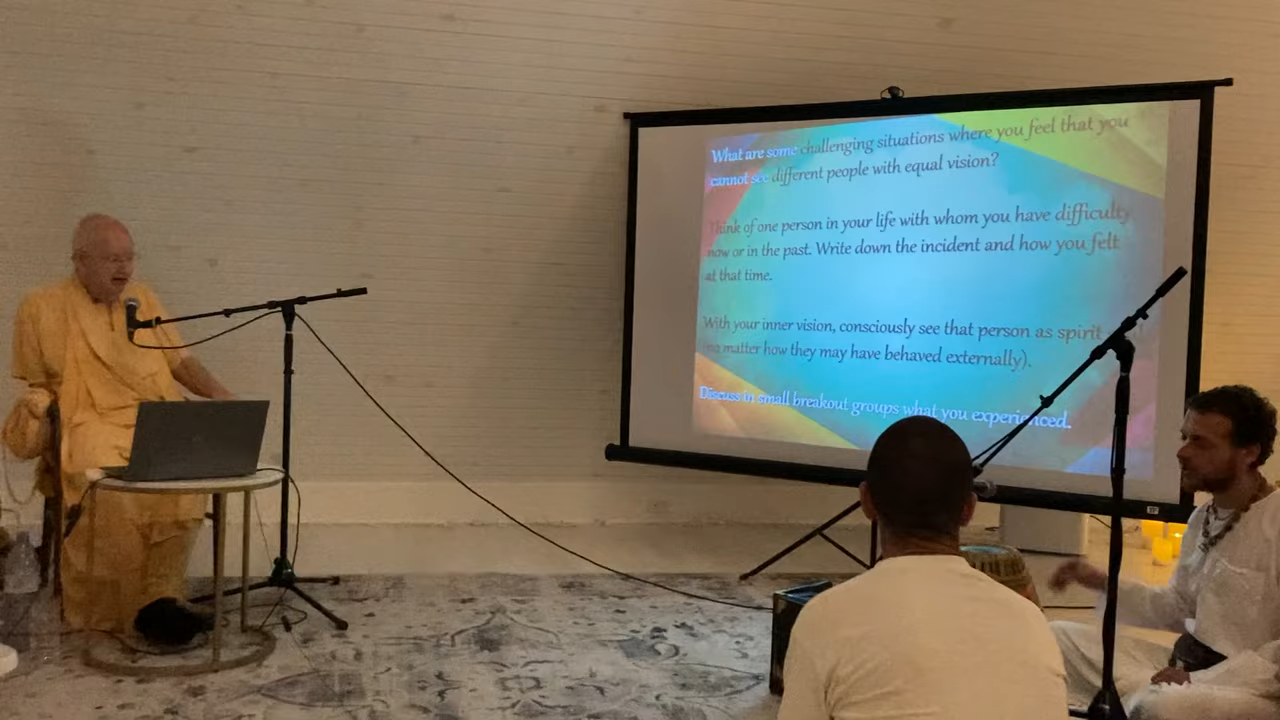 What are some challenging situations where you feel that you
cannot see different people with equal vision?
Think of one person in your life with whom you have difficulty
now or in the past. Write down the incident and how you felt
at that time.
With your inner vision, consciously see that person as spirit
no matter how they may have behaved externally).
Discuss in small breakout groups what you experienced.